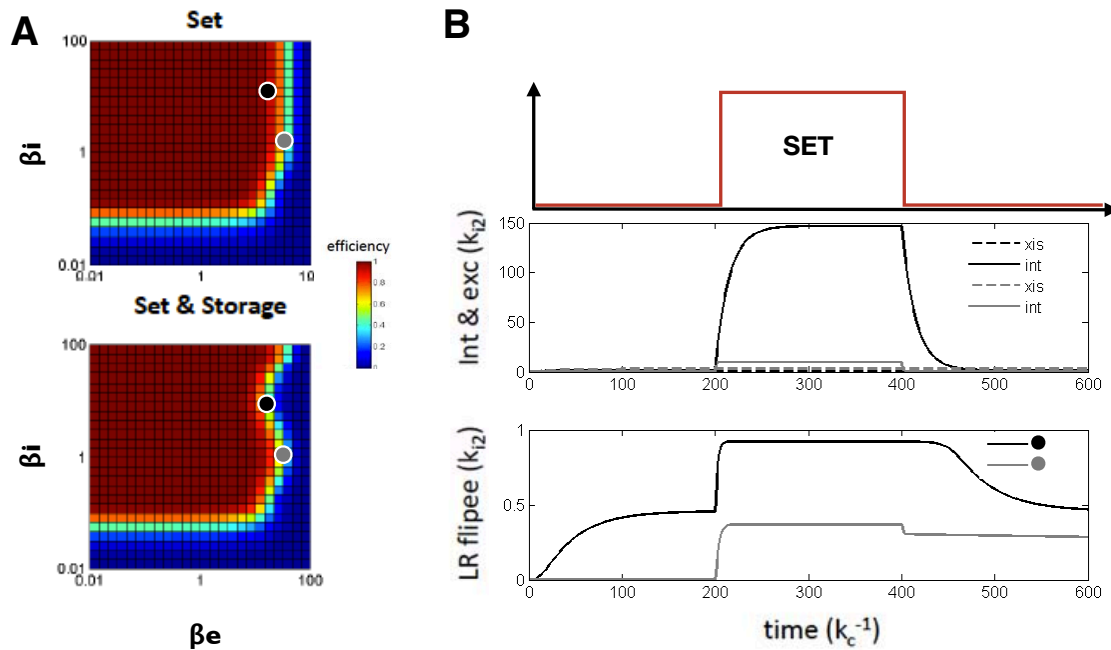 A
Set
100
βi
1
0.01
0.01
1
10
efficiency
1
0.8
0.6
0.4
0.2
0
Set & Storage
100
βi
1
0.01
0.01
1
100
βe
B
SET
Int & exc (k_i2)
150
100
50
0
xis
int
xis
int
0
100
200
300
400
500
600
LR flipee (k_i2)
1
0.5
0
0
100
200
300
400
500
600
time (k_c^-1)